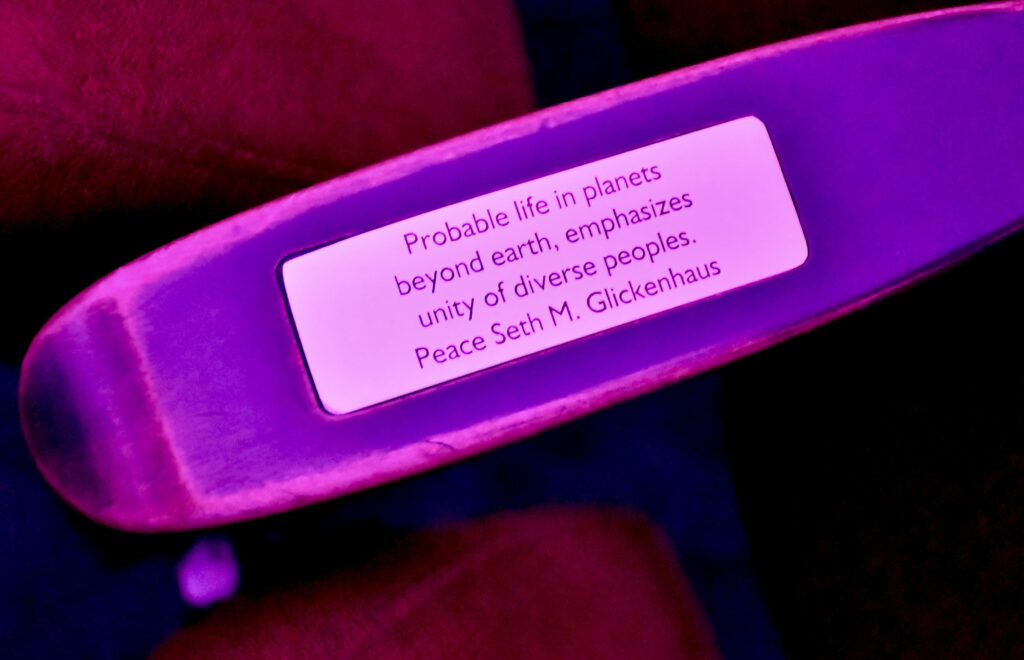 Probable life in planets
beyond earth, emphasizes
unity of diverse peoples.
Peace Seth M. Glickenhaus